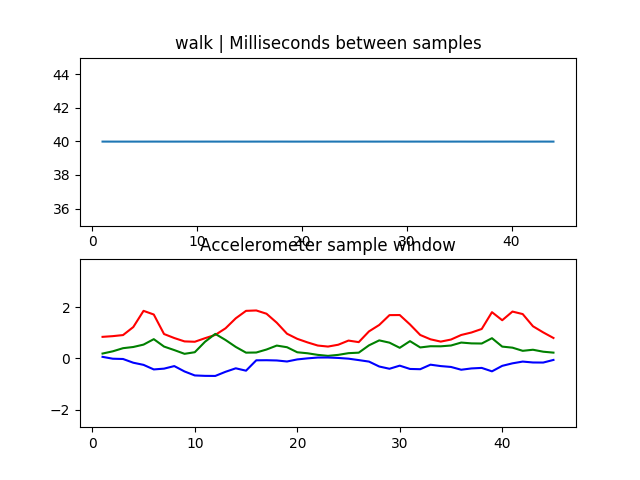 walk | Milliseconds between samples
44
42
40
38
36
0 10 20 30 40
Accelerometer sample window
2
0
−2
0 10 20 30 40